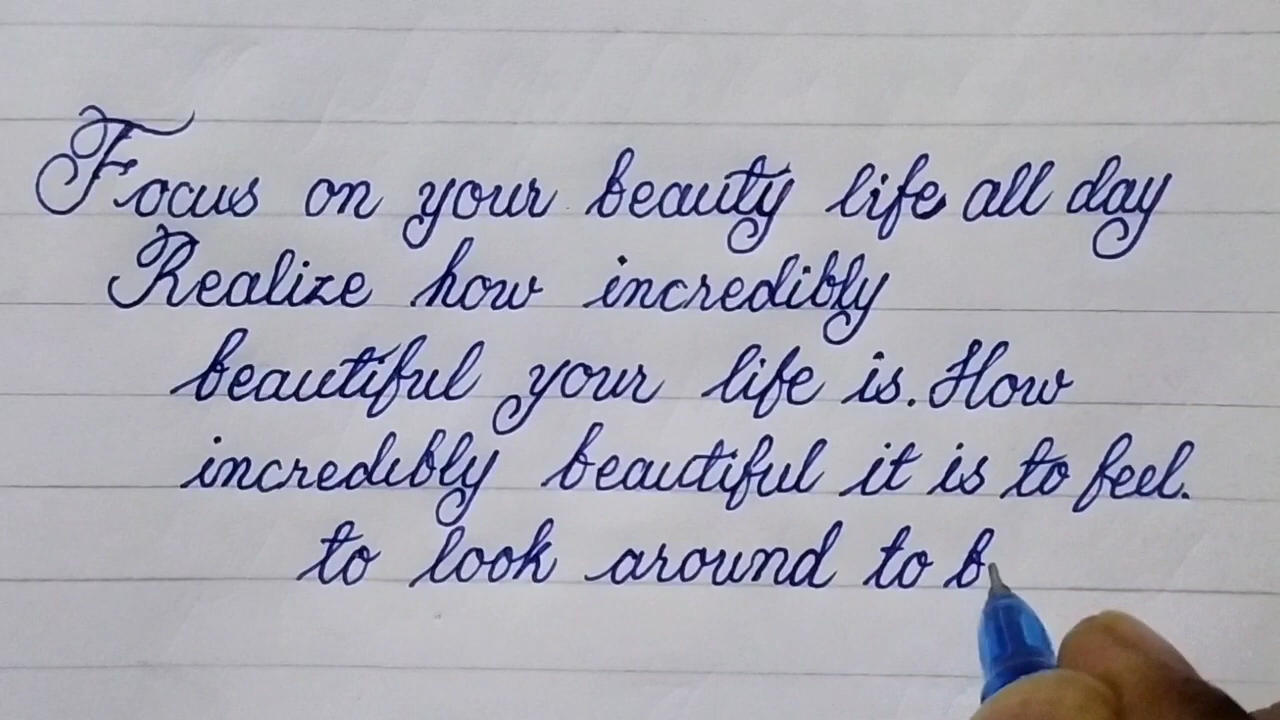 Focus on your beauty life all day
Realize how incredibly
beautiful your life is. How
incredibly beautiful it is to feel.
to look around to b